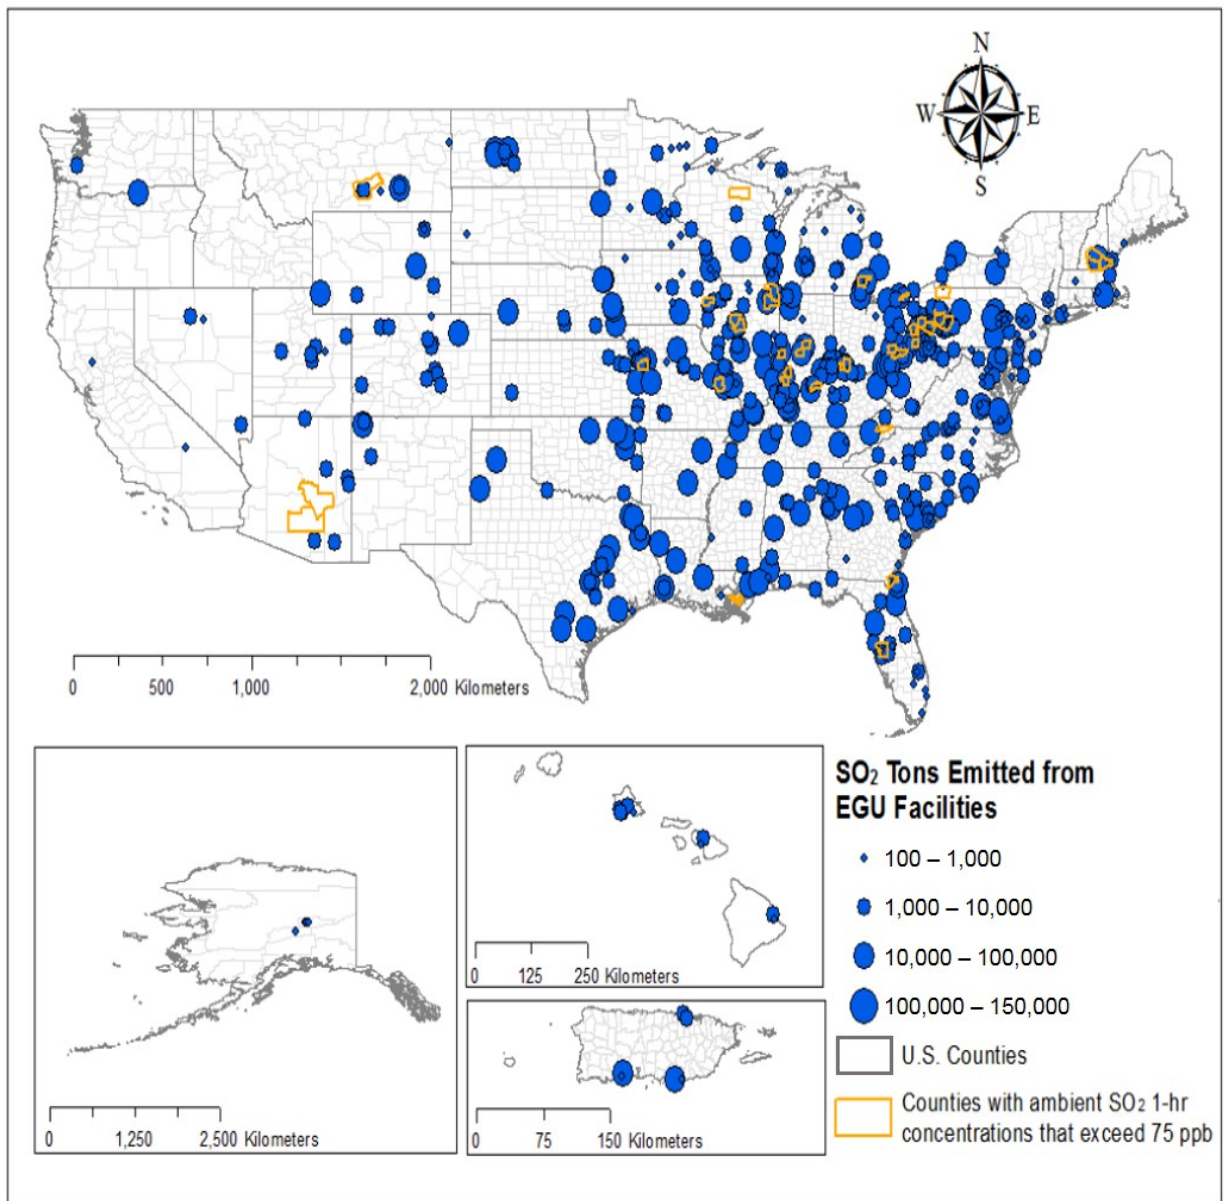 N
W E
S
0 500 1,000 2,000 Kilometers
SO₂ Tons Emitted from
EGU Facilities
100 – 1,000
1,000 – 10,000
10,000 – 100,000
100,000 – 150,000
U.S. Counties
Counties with ambient SO₂ 1-hr
concentrations that exceed 75 ppb
0 125 250 Kilometers
0 1,250 2,500 Kilometers
0 75 150 Kilometers